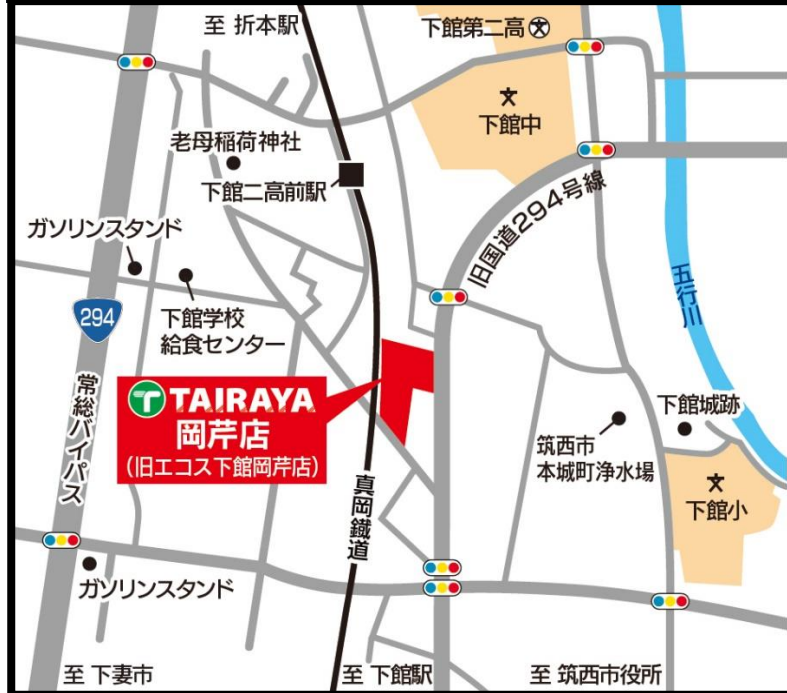 至 折本駅
下館第二高
下館中
老母稲荷神社
下館二高前駅
旧国道294号線
ガソリンスタンド
五行川
294
下館学校
給食センター
常総バイパス
TAIRAYA
岡芹店
(旧エコス下館岡芹店)
下館城跡
筑西市
本城町浄水場
真岡鐵道
下館小
ガソリンスタンド
至 下妻市
至 下館駅
至 筑西市役所